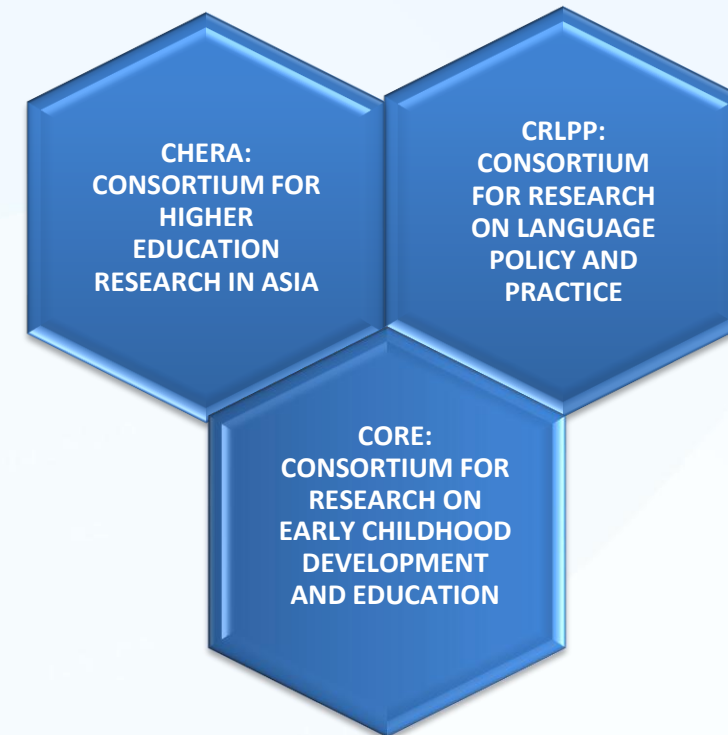 CHERA:
CONSORTIUM FOR
HIGHER
EDUCATION
RESEARCH IN ASIA
CRLPP:
CONSORTIUM
FOR RESEARCH
ON LANGUAGE
POLICY AND
PRACTICE
CORE:
CONSORTIUM FOR
RESEARCH ON
EARLY CHILDHOOD
DEVELOPMENT
AND EDUCATION